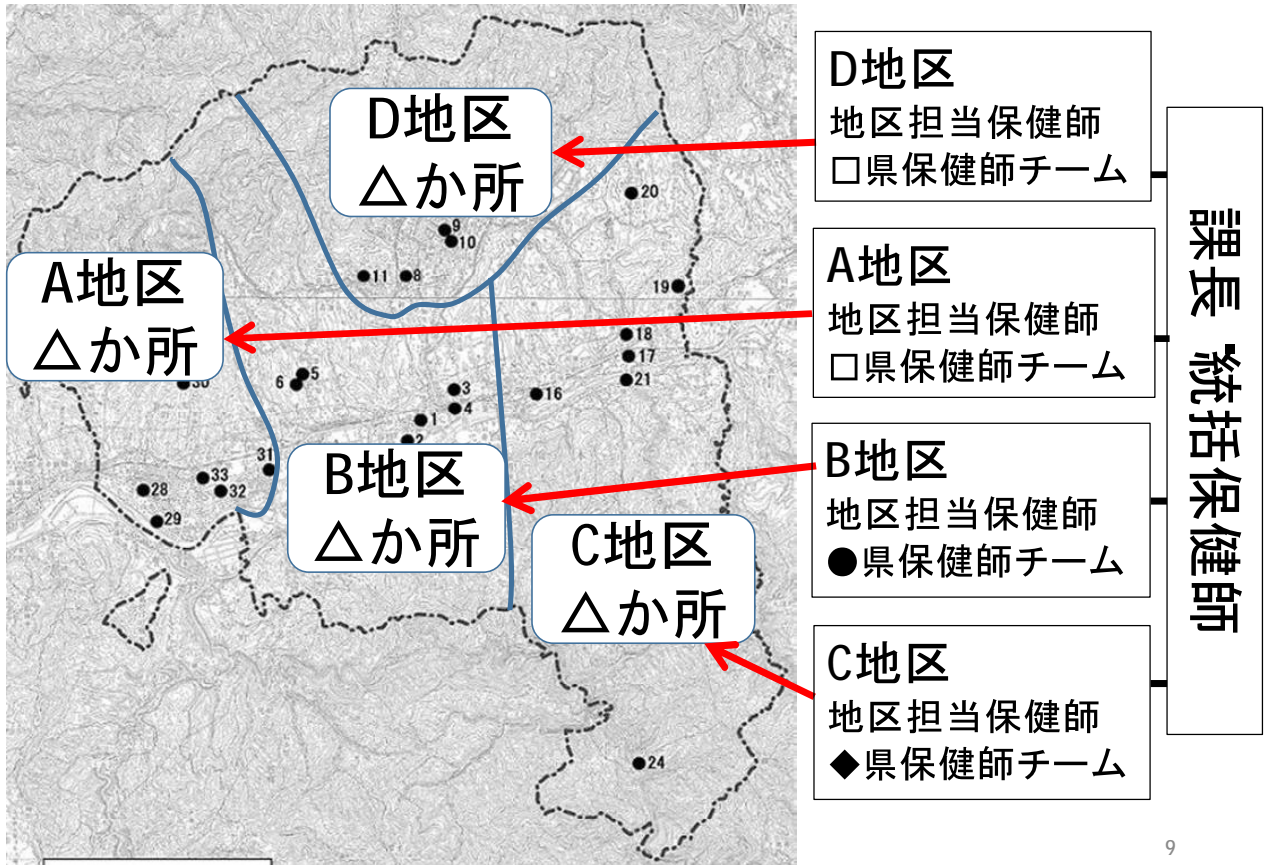 D地区
△か所
A地区
△か所
B地区
△か所
C地区
△か所
20
9
10
11
8
19
18
17
21
16
5
6
3
4
1
2
30
31
33
32
28
29
24
D地区
地区担当保健師
□県保健師チーム
A地区
地区担当保健師
□県保健師チーム
B地区
地区担当保健師
●県保健師チーム
C地区
地区担当保健師
◆県保健師チーム
課長・統括保健師
9